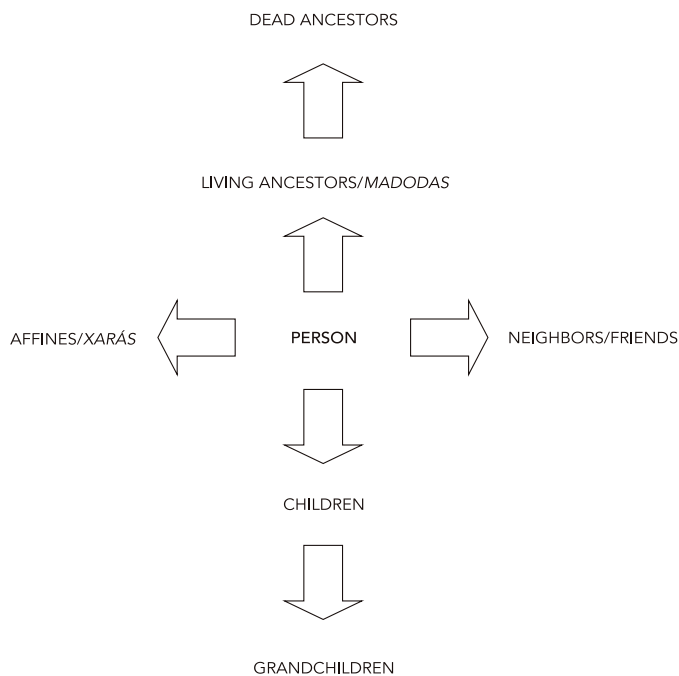 DEAD ANCESTORS
LIVING ANCESTORS/MADODAS
AFFINES/XARÁS
PERSON
NEIGHBORS/FRIENDS
CHILDREN
GRANDCHILDREN